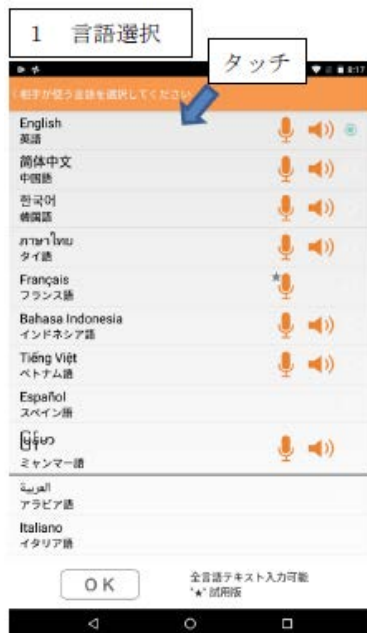 1 言語選択
タッチ
8:17
相手が使う言語を選択してください
English
英語
简体中文
中国語
한국어
韓国語
ภาษาไทย
タイ語
Français
フランス語
Bahasa Indonesia
インドネシア語
Tiếng Việt
ベトナム語
Español
スペイン語
မြန်မာ
ミャンマー語
العربية
アラビア語
Italiano
イタリア語
OK
全言語テキスト入力可能
"★" 試用版